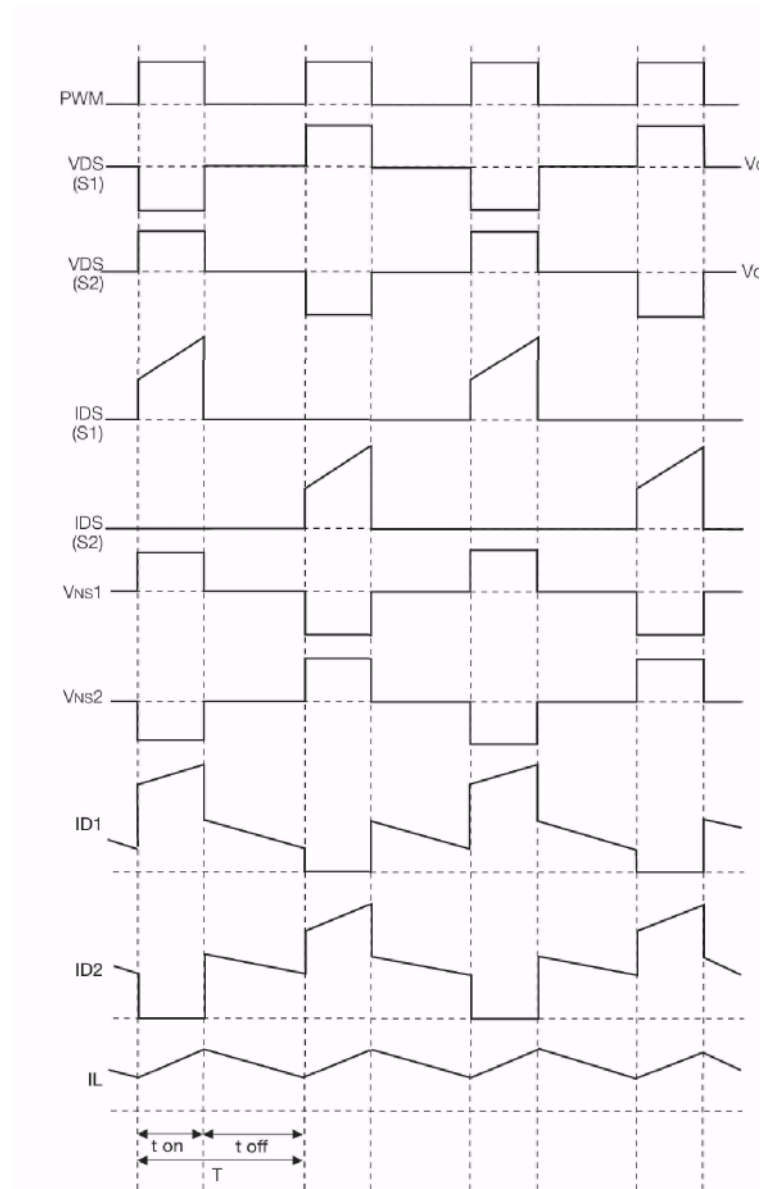 PWM
VDS
(S1)
VDS
(S2)
IDS
(S1)
IDS
(S2)
VNS1
VNS2
ID1
ID2
IL
t on
t off
T